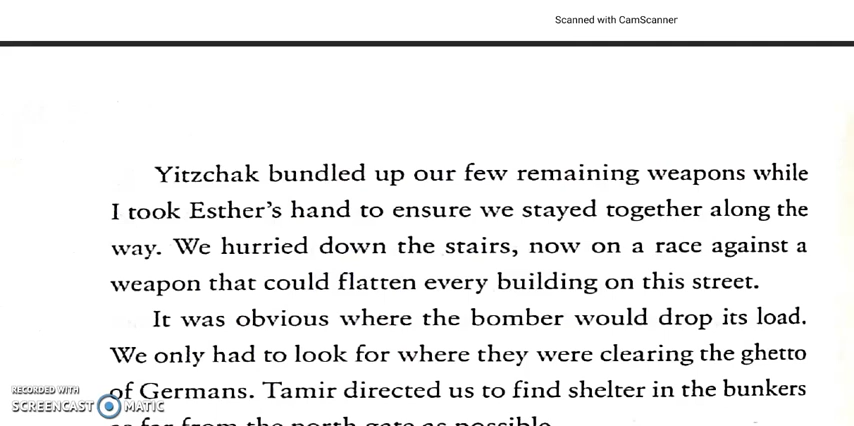 Scanned with CamScanner
Yitzchak bundled up our few remaining weapons while
I took Esther's hand to ensure we stayed together along the
way. We hurried down the stairs, now on a race against a
weapon that could flatten every building on this street.
It was obvious where the bomber would drop its load.
We only had to look for where they were clearing the ghetto
of Germans. Tamir directed us to find shelter in the bunkers
as far from the north gate as possible.
RECORDED WITH
SCREENCAST MATIC